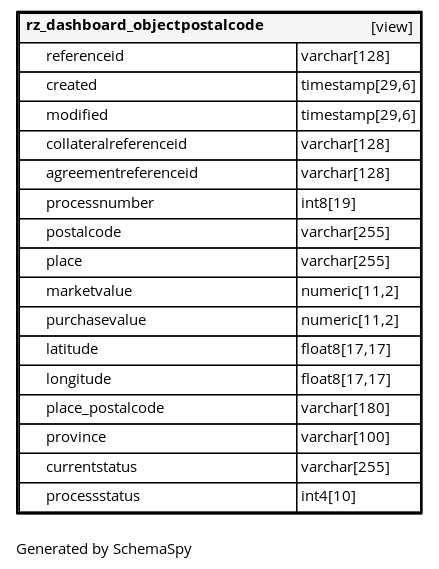 rz_dashboard_objectpostalcode [view]
referenceid varchar[128]
created timestamp[29,6]
modified timestamp[29,6]
collateralreferenceid varchar[128]
agreementreferenceid varchar[128]
processnumber int8[19]
postalcode varchar[255]
place varchar[255]
marketvalue numeric[11,2]
purchasevalue numeric[11,2]
latitude float8[17,17]
longitude float8[17,17]
place_postalcode varchar[180]
province varchar[100]
currentstatus varchar[255]
processstatus int4[10]
Generated by SchemaSpy